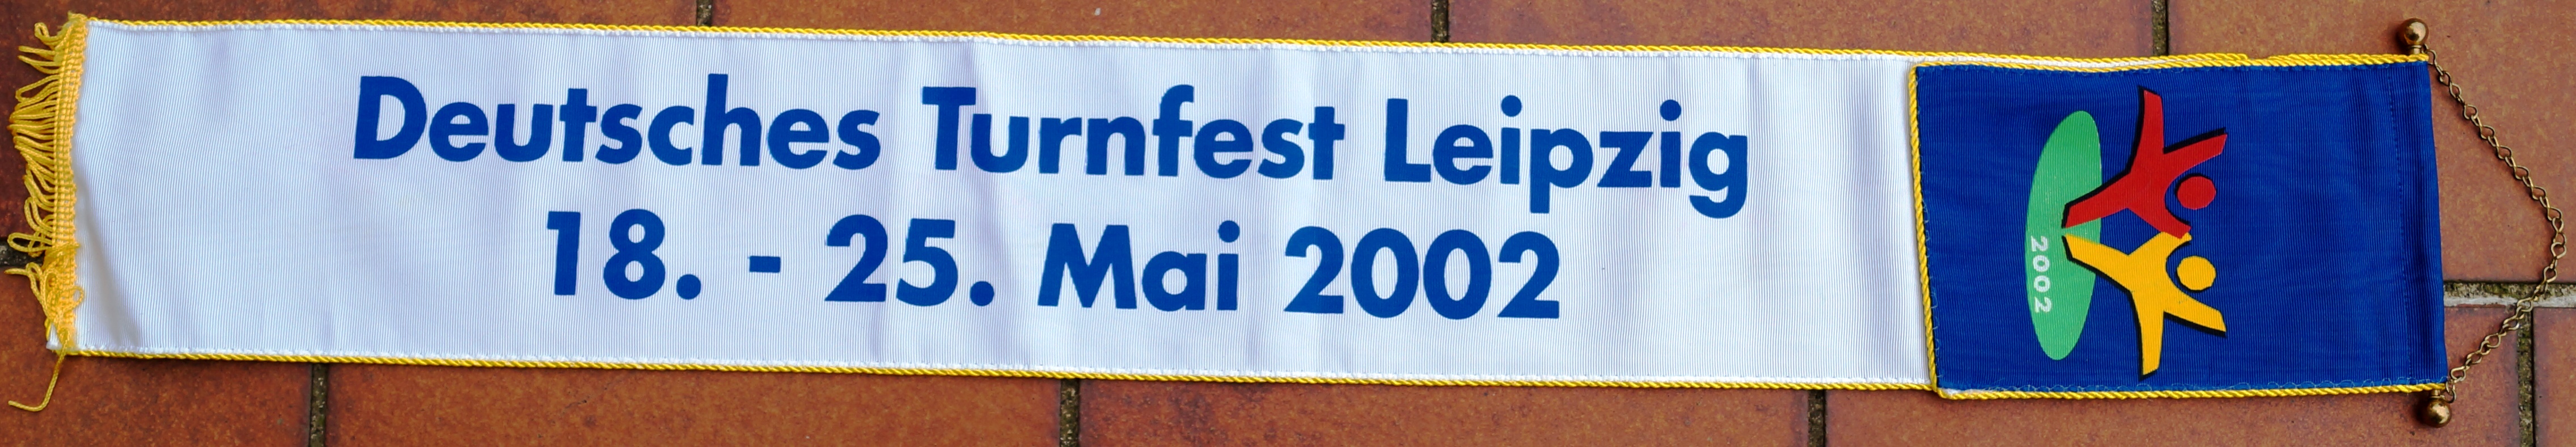 Deutsches Turnfest Leipzig
18. - 25. Mai 2002
2002